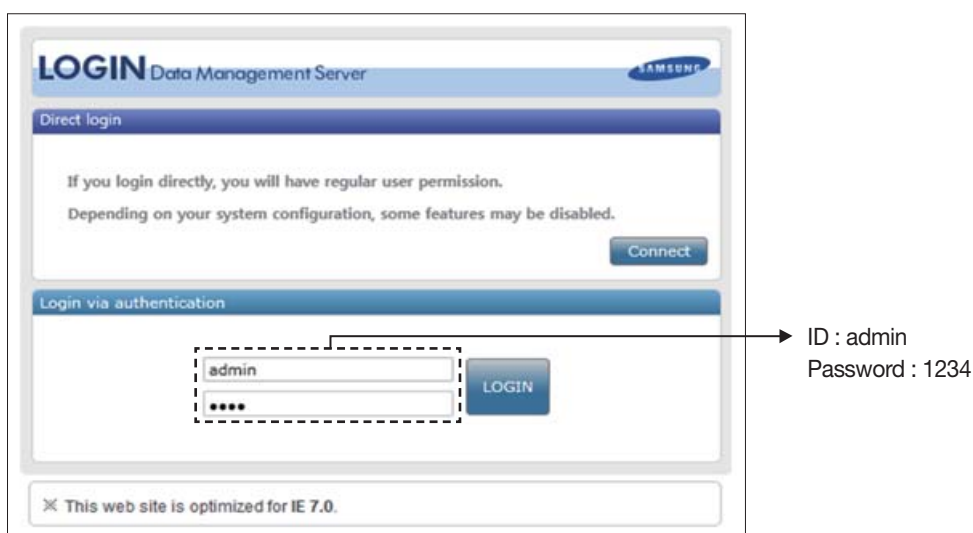 LOGIN Data Management Server
SAMSUNG
Direct login
If you login directly, you will have regular user permission.
Depending on your system configuration, some features may be disabled.
Connect
Login via authentication
admin
••••
LOGIN
ID : admin
Password : 1234
※ This web site is optimized for IE 7.0.